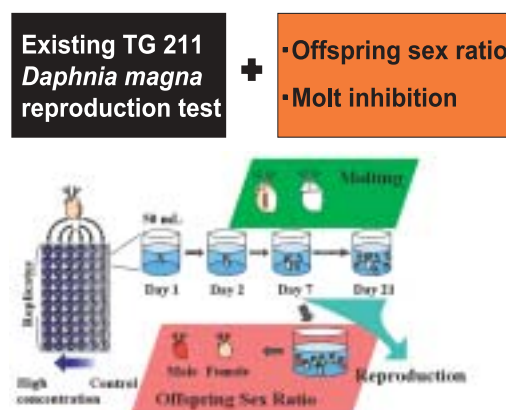 Existing TG 211
Daphnia magna
reproduction test
+
·Offspring sex ratio
·Molt inhibition
Molting
50 mL
Replicates
Day 1
Day 2
Day 7
Day 21
Male
Female
High concentration
Control
Reproduction
Offspring Sex Ratio